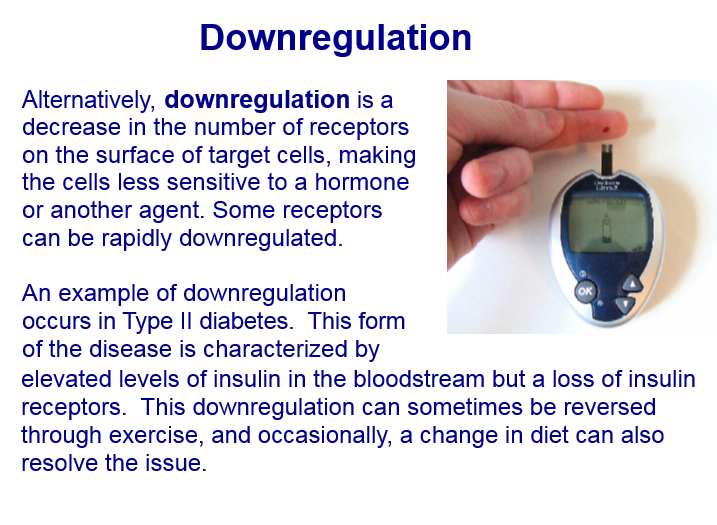 Downregulation
Alternatively, downregulation is a
decrease in the number of receptors
on the surface of target cells, making
the cells less sensitive to a hormone
or another agent. Some receptors
can be rapidly downregulated.
An example of downregulation
occurs in Type II diabetes.  This form
of the disease is characterized by
elevated levels of insulin in the bloodstream but a loss of insulin
receptors.  This downregulation can sometimes be reversed
through exercise, and occasionally, a change in diet can also
resolve the issue.
OK